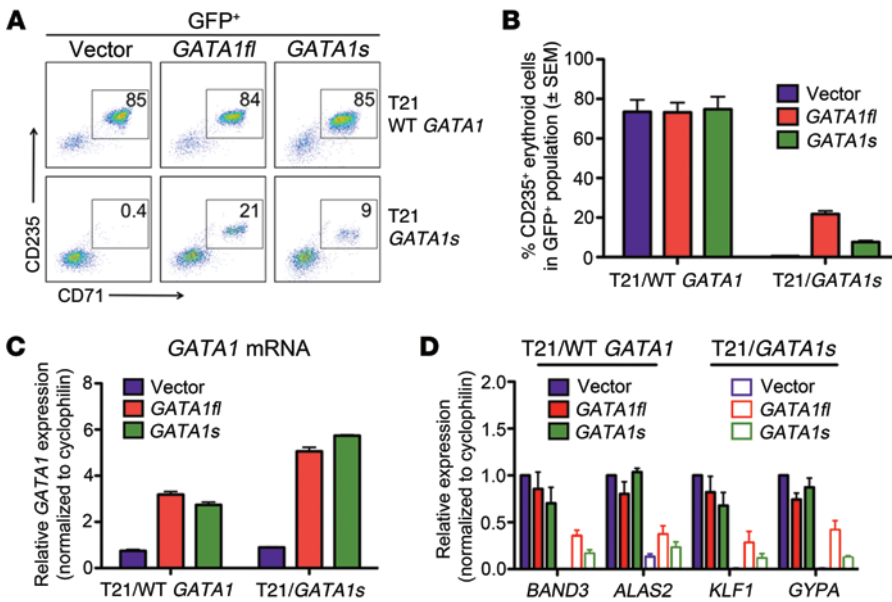 A
GFP+
Vector GATA1fl GATA1s
85 84 85
T21
WT GATA1
0.4 21 9
T21
GATA1s
CD235
CD71
B
% CD235+ erythroid cells
in GFP+ population (± SEM)
100
80
60
40
20
0
Vector
GATA1fl
GATA1s
T21/WT GATA1 T21/GATA1s
C
GATA1 mRNA
Relative GATA1 expression
(normalized to cyclophilin)
8
6
4
2
0
Vector
GATA1fl
GATA1s
T21/WT GATA1 T21/GATA1s
D
T21/WT GATA1 T21/GATA1s
Relative expression
(normalized to cyclophilin)
2.0
1.5
1.0
0.5
0
Vector Vector
GATA1fl GATA1fl
GATA1s GATA1s
BAND3 ALAS2 KLF1 GYPA